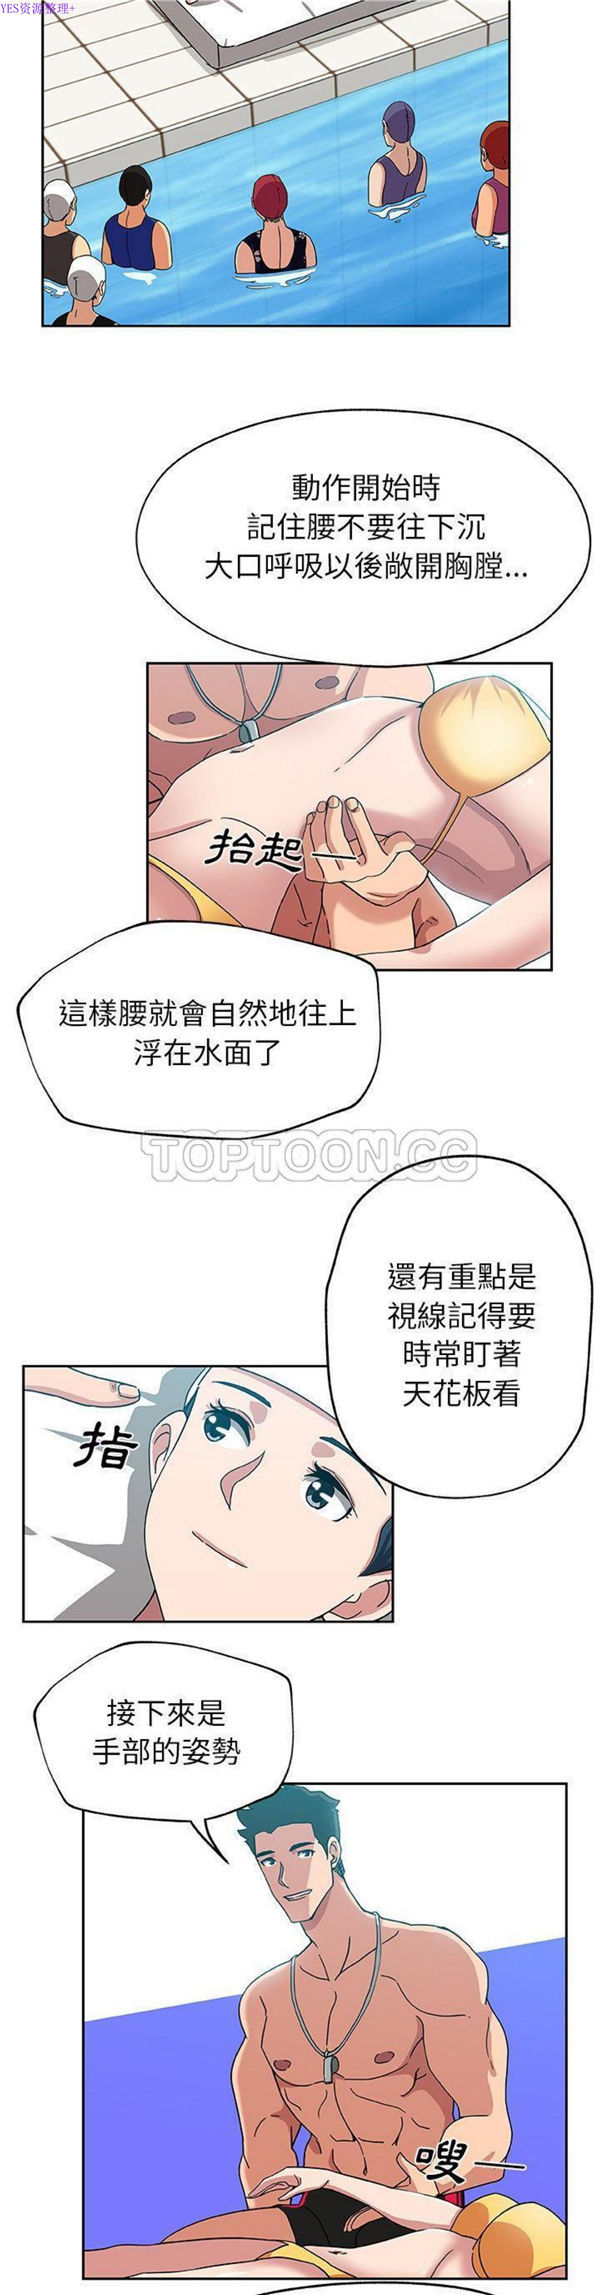 YES资源整理+
動作開始時
記住腰不要往下沉
大口呼吸以後敞開胸膛...
抬起—
這樣腰就會自然地往上
浮在水面了
TOPTOON.CC
還有重點是
視線記得要
時常盯著
天花板看
指
接下來是
手部的姿勢
嗖—